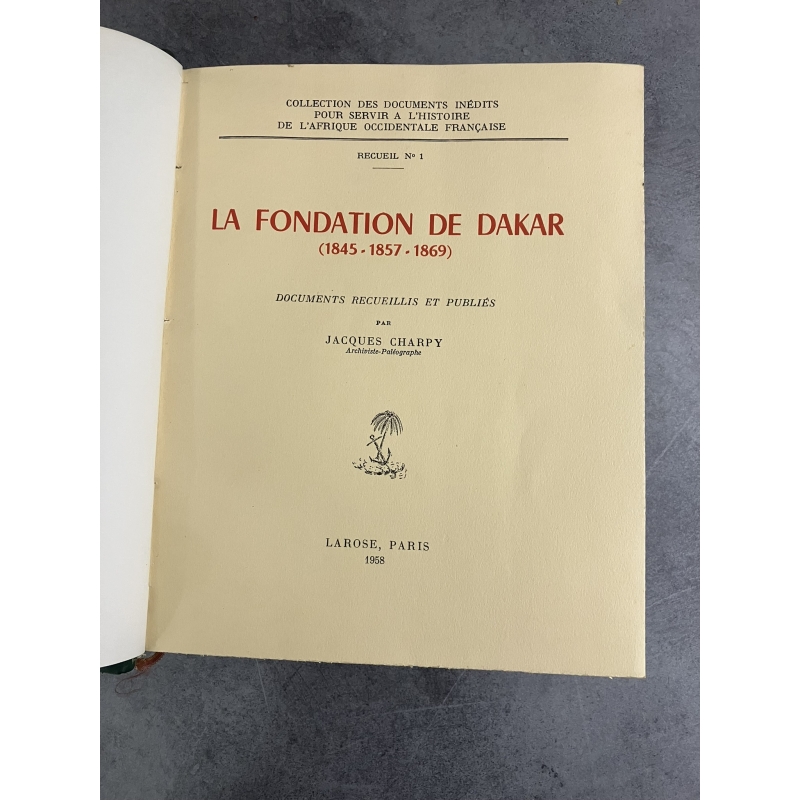 COLLECTION DES DOCUMENTS INÉDITS
POUR SERVIR A L'HISTOIRE
DE L'AFRIQUE OCCIDENTALE FRANÇAISE
RECUEIL Nº 1
LA FONDATION DE DAKAR
(1845 - 1857 - 1869)
DOCUMENTS RECUEILLIS ET PUBLIÉS
PAR
JACQUES CHARPY
Archiviste-Paléographe
LAROSE, PARIS
1958